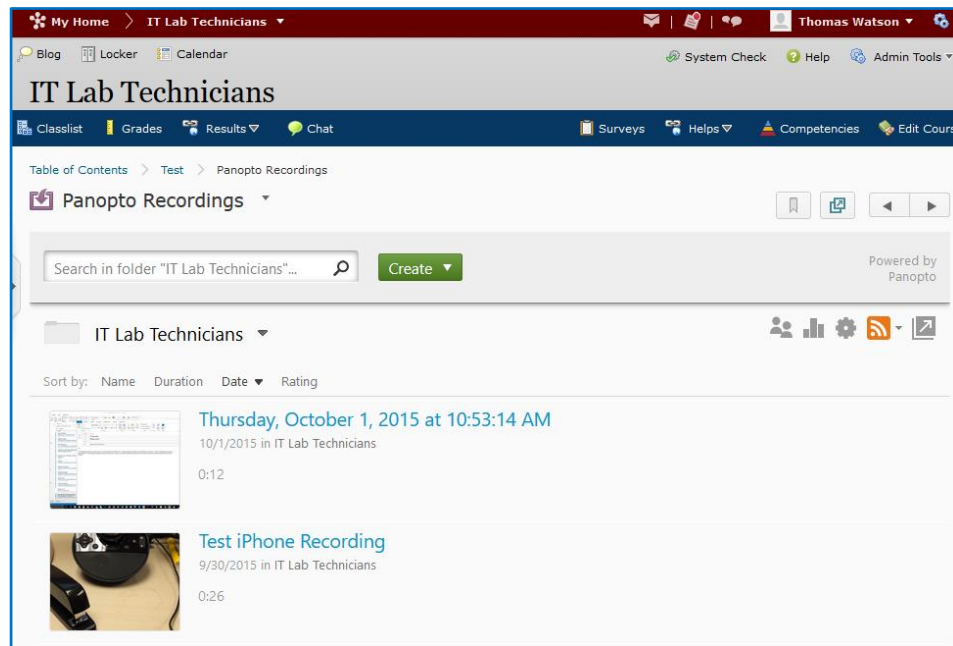 My Home > IT Lab Technicians Thomas Watson
Blog Locker Calendar System Check Help Admin Tools
IT Lab Technicians
Classlist Grades Results Chat Surveys Helps Competencies Edit Cours
Table of Contents > Test > Panopto Recordings
Panopto Recordings
Search in folder "IT Lab Technicians"... Create Powered by
Panopto
IT Lab Technicians
Sort by: Name Duration Date Rating
Thursday, October 1, 2015 at 10:53:14 AM
10/1/2015 in IT Lab Technicians
0:12
Test iPhone Recording
9/30/2015 in IT Lab Technicians
0:26